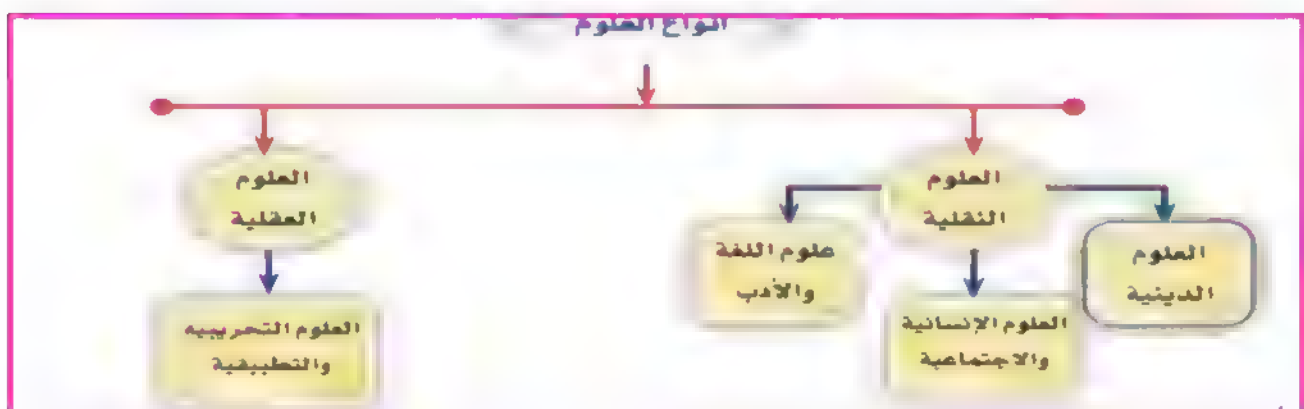 أنواع العلوم
العلوم
النقلية
العلوم
العقلية
العلوم
الدينية
علوم اللغة
والأدب
العلوم الإنسانية
والاجتماعية
العلوم التجريبية
والتطبيقية